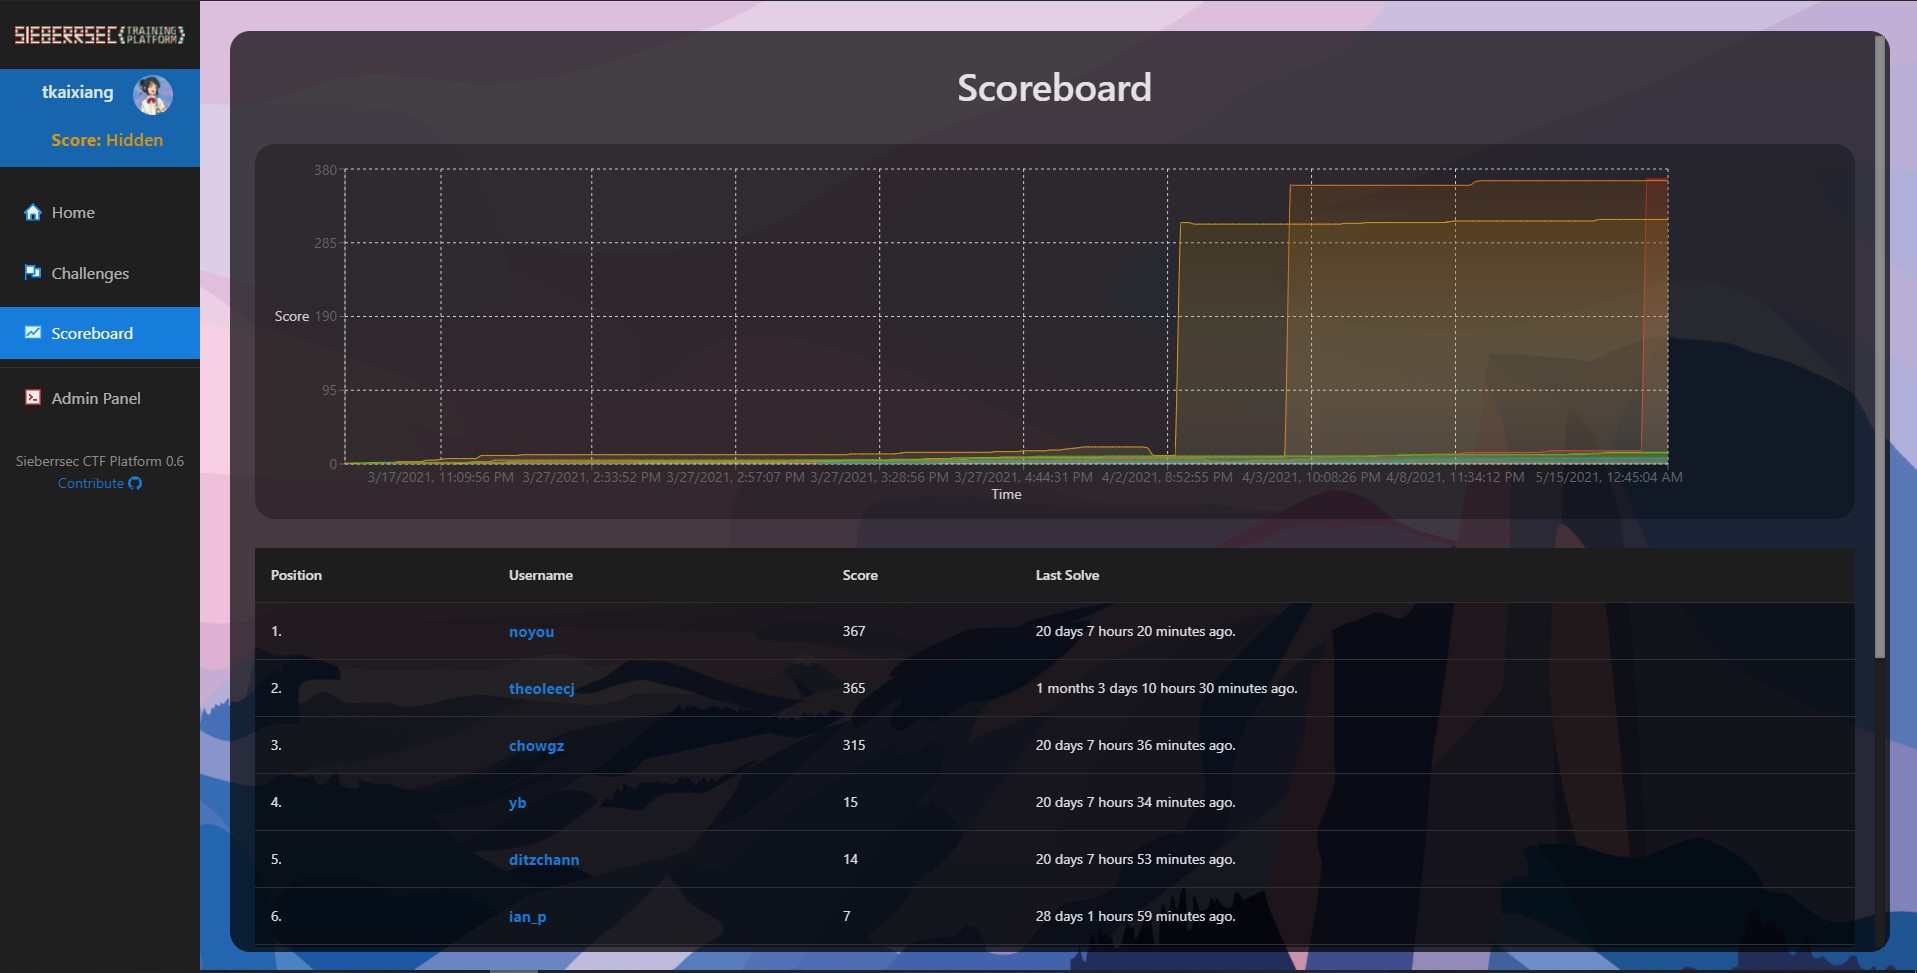 SIEBERRSEC{TRAINING PLATFORM}
tkaixiang
Score: Hidden
Home
Challenges
Scoreboard
Admin Panel
Sieberrsec CTF Platform 0.6
Contribute
Scoreboard
380
285
Score 190
95
0
3/17/2021, 11:09:56 PM 3/27/2021, 2:33:52 PM 3/27/2021, 2:57:07 PM 3/27/2021, 3:28:56 PM 3/27/2021, 4:44:31 PM 4/2/2021, 8:52:55 PM 4/3/2021, 10:08:26 PM 4/8/2021, 11:34:12 PM 5/15/2021, 12:45:04 AM
Time
Position Username Score Last Solve
1. noyou 367 20 days 7 hours 20 minutes ago.
2. theoleecj 365 1 months 3 days 10 hours 30 minutes ago.
3. chowgz 315 20 days 7 hours 36 minutes ago.
4. yb 15 20 days 7 hours 34 minutes ago.
5. ditzchann 14 20 days 7 hours 53 minutes ago.
6. ian_p 7 28 days 1 hours 59 minutes ago.